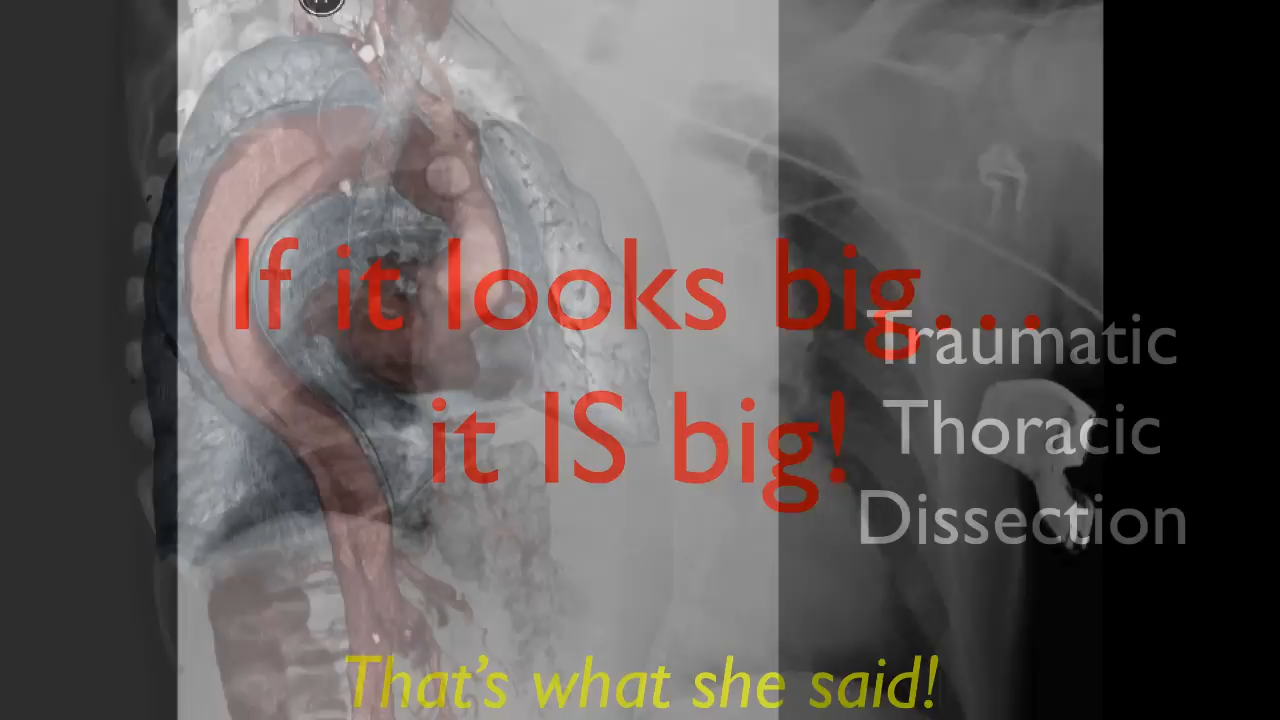 If it looks big...
it IS big!
Traumatic
Thoracic
Dissection
That's what she said!